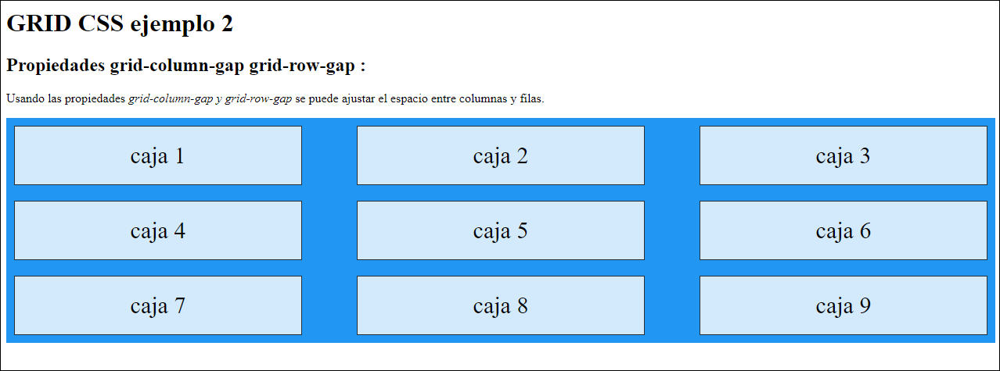 GRID CSS ejemplo 2
Propiedades grid-column-gap grid-row-gap :
Usando las propiedades grid-column-gap y grid-row-gap se puede ajustar el espacio entre columnas y filas.
caja 1
caja 2
caja 3
caja 4
caja 5
caja 6
caja 7
caja 8
caja 9